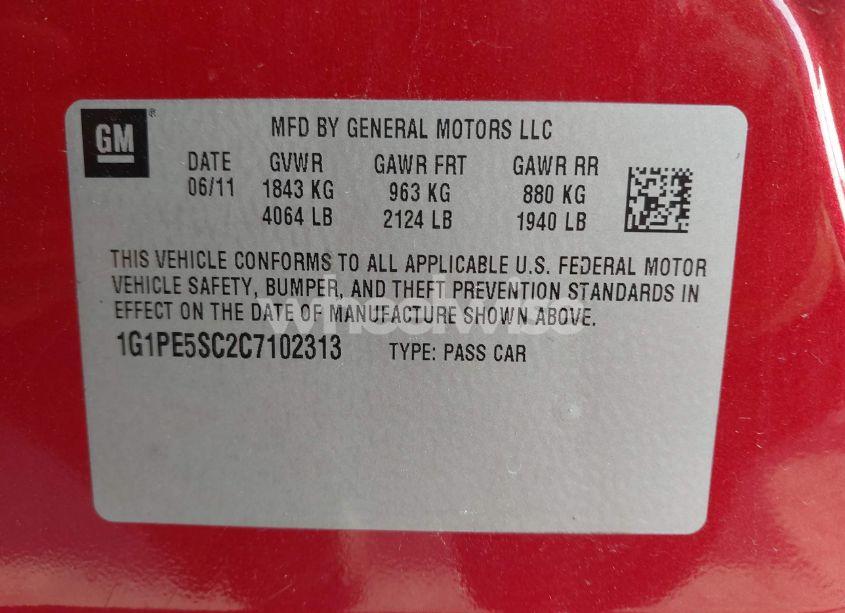 GM
MFD BY GENERAL MOTORS LLC
DATE GVWR GAWR FRT GAWR RR
06/11 1843 KG 963 KG 880 KG
4064 LB 2124 LB 1940 LB
THIS VEHICLE CONFORMS TO ALL APPLICABLE U.S. FEDERAL MOTOR
VEHICLE SAFETY, BUMPER, AND THEFT PREVENTION STANDARDS IN
EFFECT ON THE DATE OF MANUFACTURE SHOWN ABOVE.
1G1PE5SC2C7102313 TYPE: PASS CAR